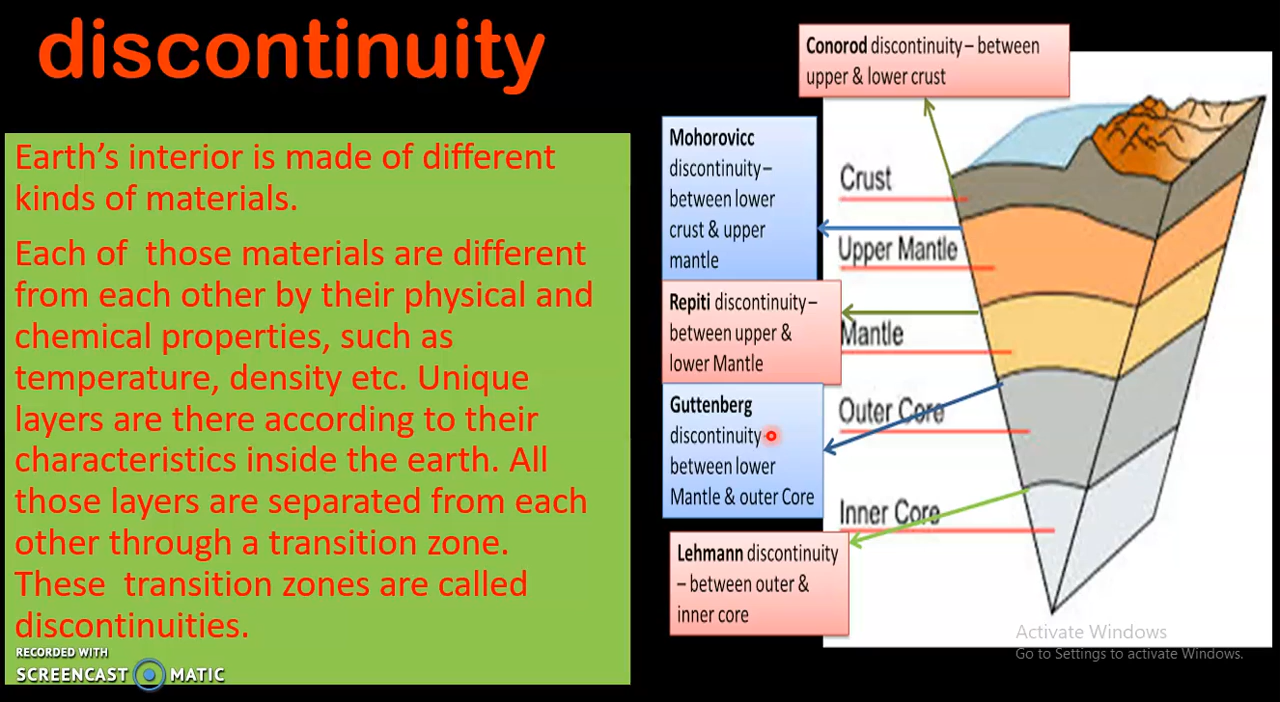 discontinuity
Earth's interior is made of different
kinds of materials.
Each of  those materials are different
from each other by their physical and
chemical properties, such as
temperature, density etc. Unique
layers are there according to their
characteristics inside the earth. All
those layers are separated from each
other through a transition zone.
These  transition zones are called
discontinuities.
RECORDED WITH
SCREENCAST MATIC
Conorod discontinuity – between
upper & lower crust
Mohorovicc
discontinuity –
between lower
crust & upper
mantle
Repiti discontinuity –
between upper &
lower Mantle
Guttenberg
discontinuity
between lower
Mantle & outer Core
Lehmann discontinuity
– between outer &
inner core
Crust
Upper Mantle
Mantle
Outer Core
Inner Core
Activate Windows
Go to Settings to activate Windows.